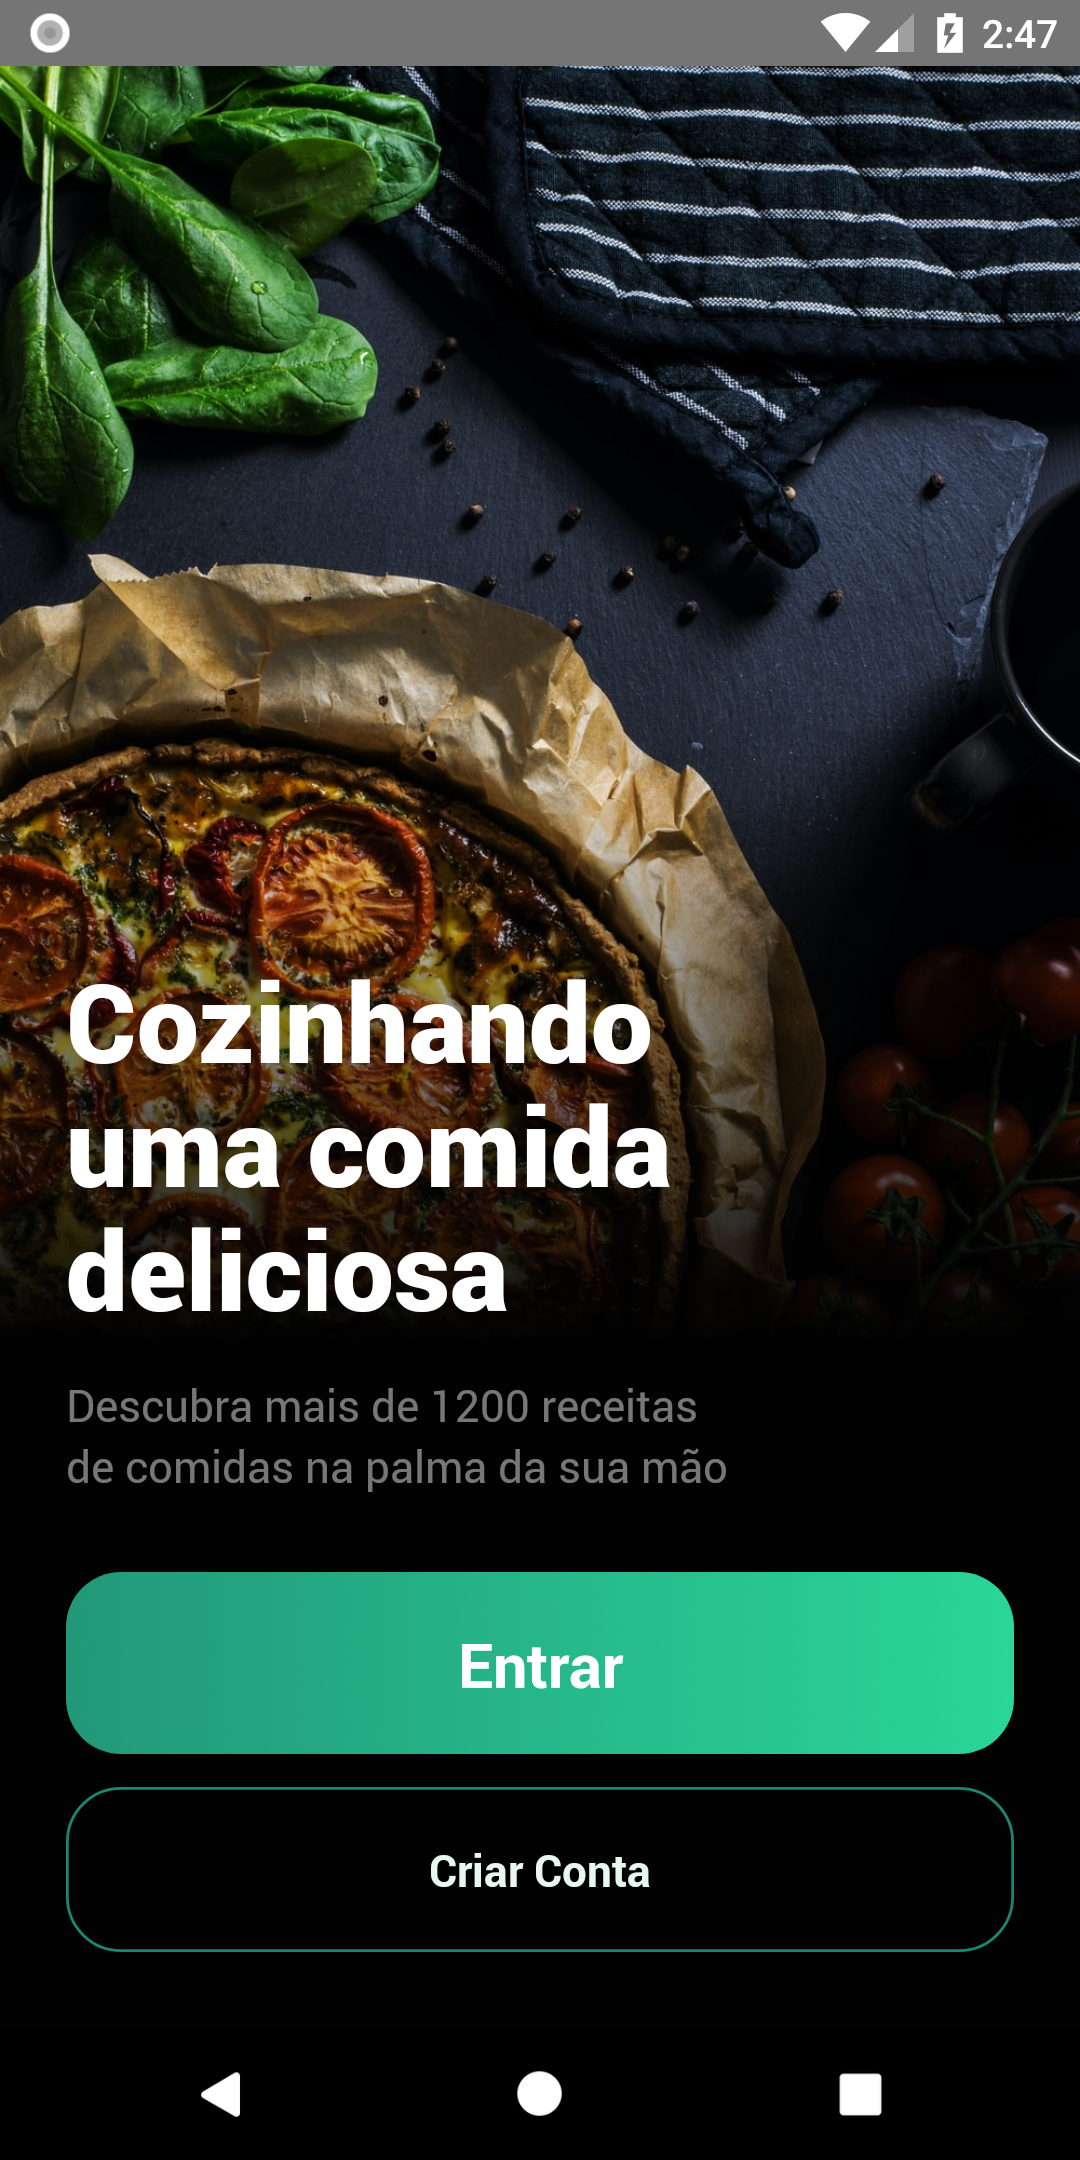 2:47
Cozinhando
uma comida
deliciosa
Descubra mais de 1200 receitas
de comidas na palma da sua mão
Entrar
Criar Conta